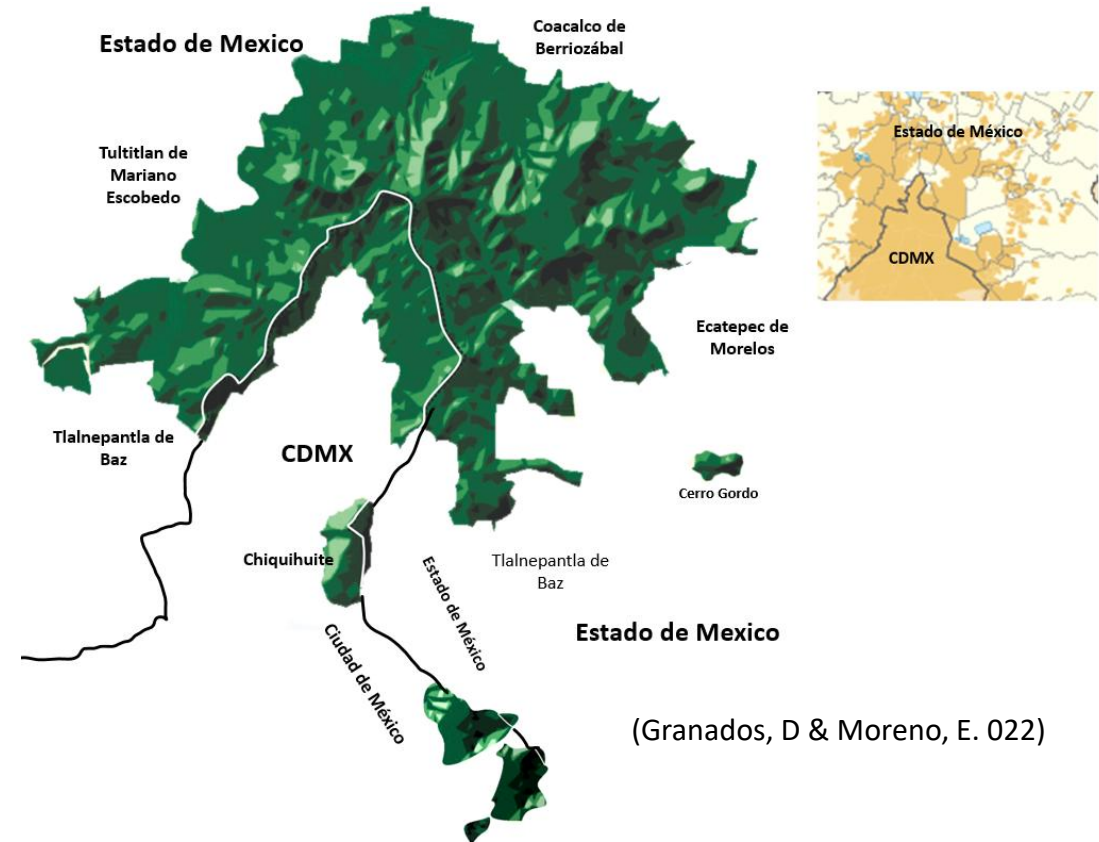 Estado de Mexico
Coacalco de
Berriozábal
Tultitlan de
Mariano
Escobedo
Estado de México
CDMX
Ecatepec de
Morelos
Tlalnepantla de
Baz
CDMX
Cerro Gordo
Chiquihuite
Tlalnepantla de
Baz
Estado de México
Ciudad de México
Estado de Mexico
(Granados, D & Moreno, E. 022)